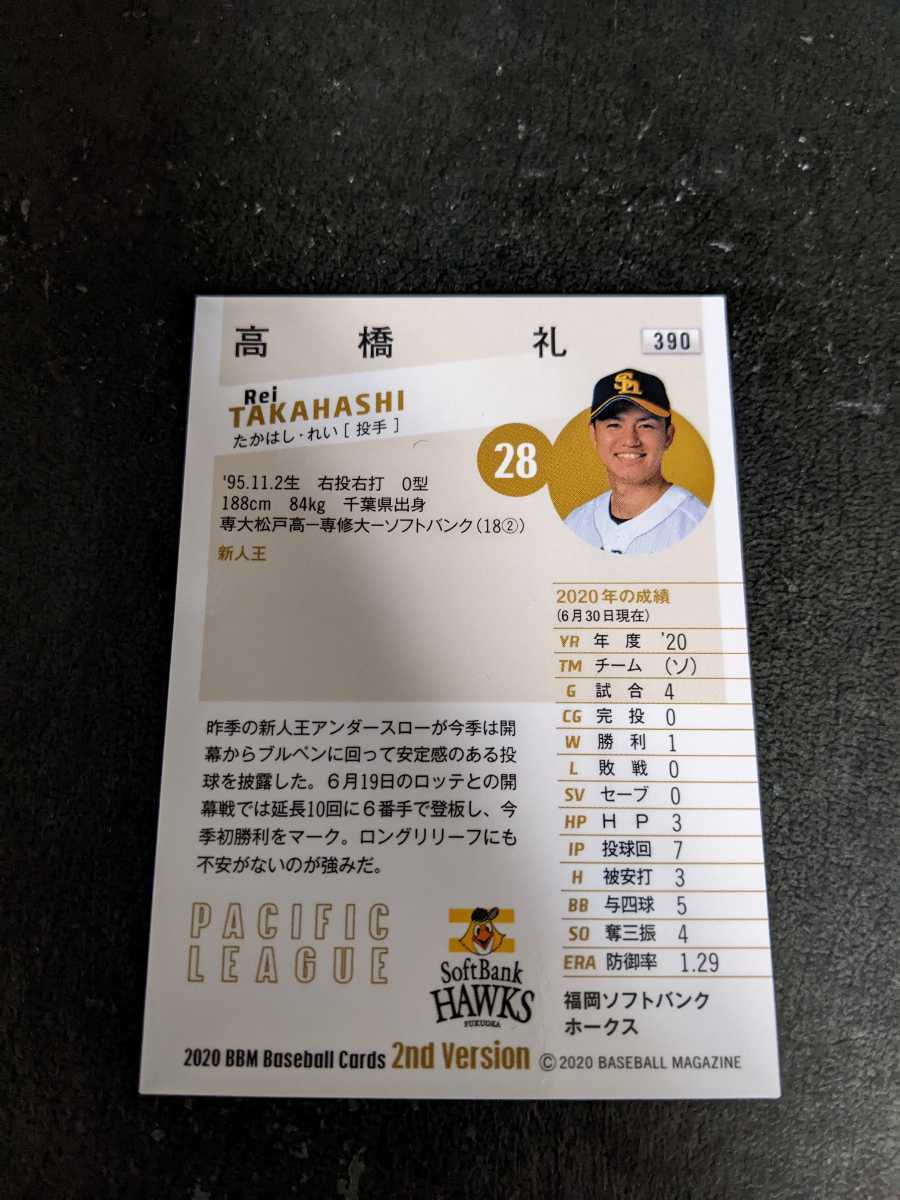 高橋 礼
390
Rei
TAKAHASHI
たかはし・れい [ 投手 ]
28
'95.11.2生 右投右打 O型
188cm 84kg 千葉県出身
専大松戸高ー専修大ーソフトバンク(18②)
新人王
2020年の成績
(6月30日現在)
YR 年度 '20
TM チーム (ソ)
G 試合 4
CG 完投 0
W 勝利 1
L 敗戦 0
SV セーブ 0
HP H P 3
IP 投球回 7
H 被安打 3
BB 与四球 5
SO 奪三振 4
ERA 防御率 1.29
福岡ソフトバンク
ホークス
昨季の新人王アンダースローが今季は開
幕からブルペンに回って安定感のある投
球を披露した。6月19日のロッテとの開
幕戦では延長10回に6番手で登板し、今
季初勝利をマーク。ロングリリーフにも
不安がないのが強みだ。
PACIFIC
LEAGUE
SoftBank
HAWKS
FUKUOKA
2020 BBM Baseball Cards 2nd Version © 2020 BASEBALL MAGAZINE